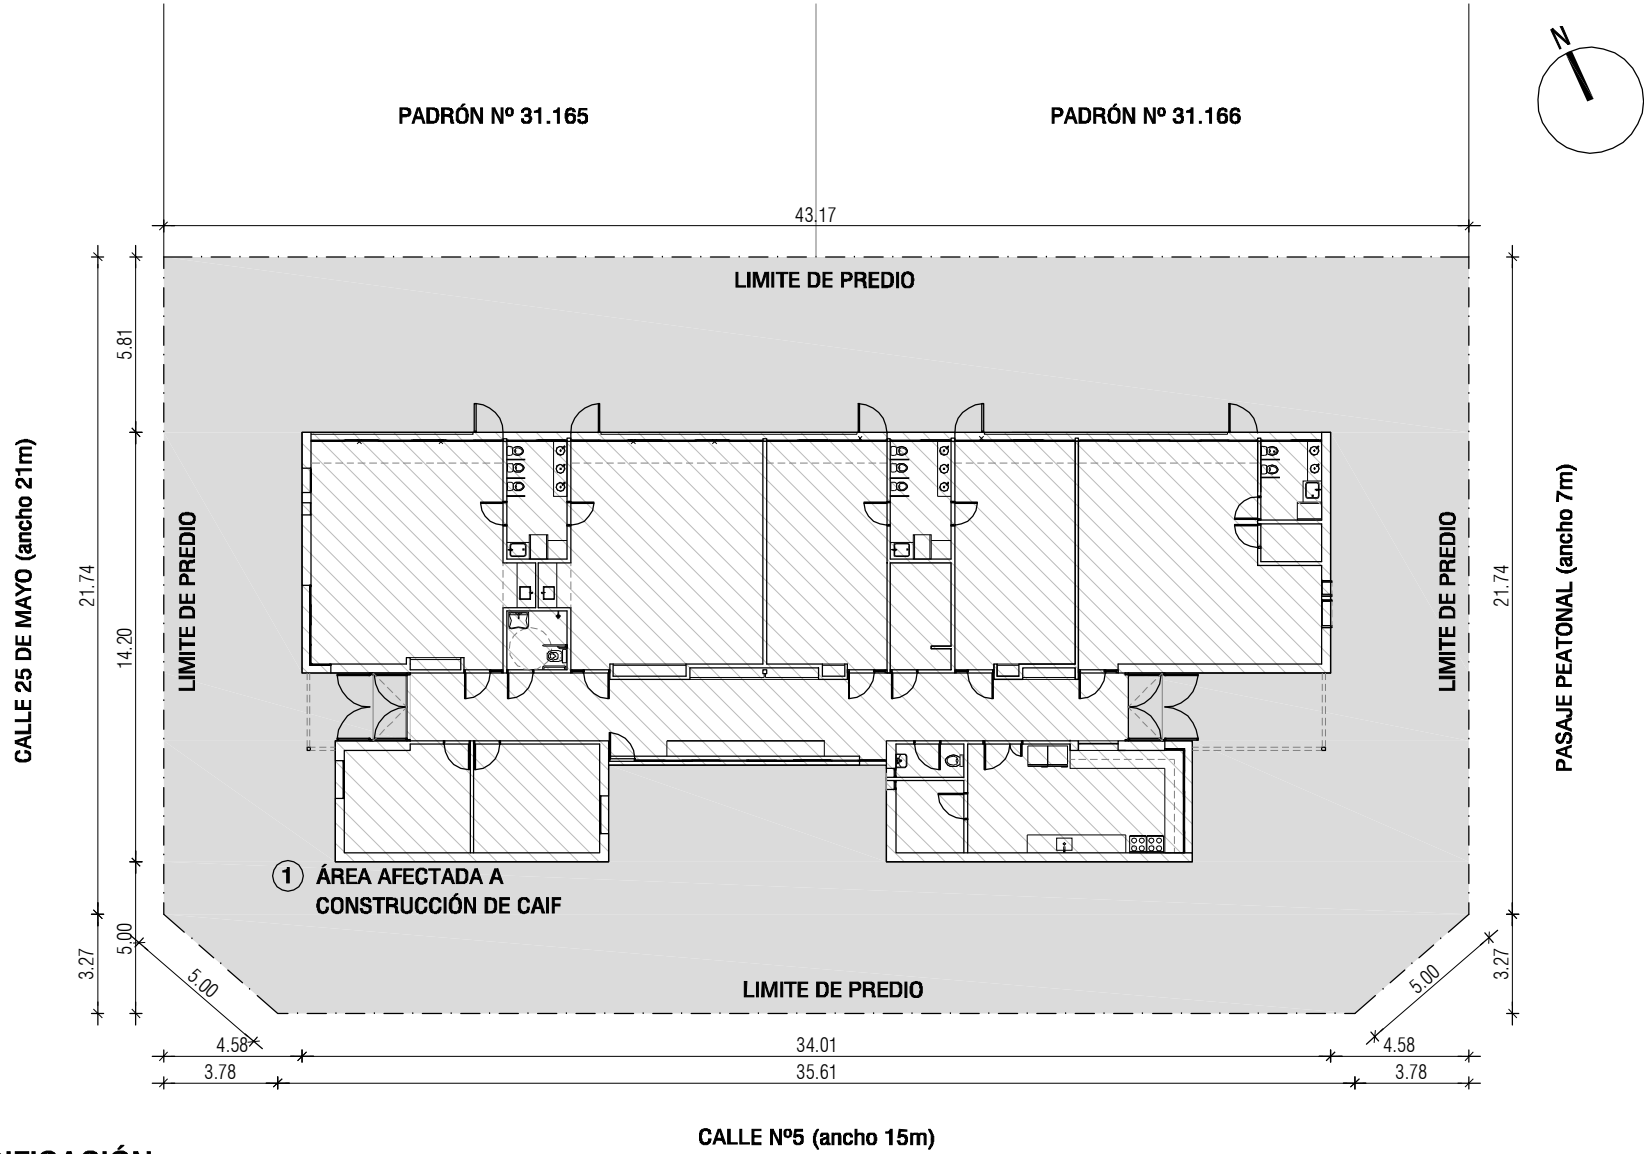 N
PADRÓN Nº 31.165
PADRÓN Nº 31.166
43.17
LIMITE DE PREDIO
5.81
CALLE 25 DE MAYO (ancho 21m)
21.74
14.20
LIMITE DE PREDIO
LIMITE DE PREDIO
21.74
PASAJE PEATONAL (ancho 7m)
1 ÁREA AFECTADA A
CONSTRUCCIÓN DE CAIF
3.27
5.00
5.00
LIMITE DE PREDIO
5.00
3.27
4.58
34.01
4.58
3.78
35.61
3.78
CALLE Nº5 (ancho 15m)